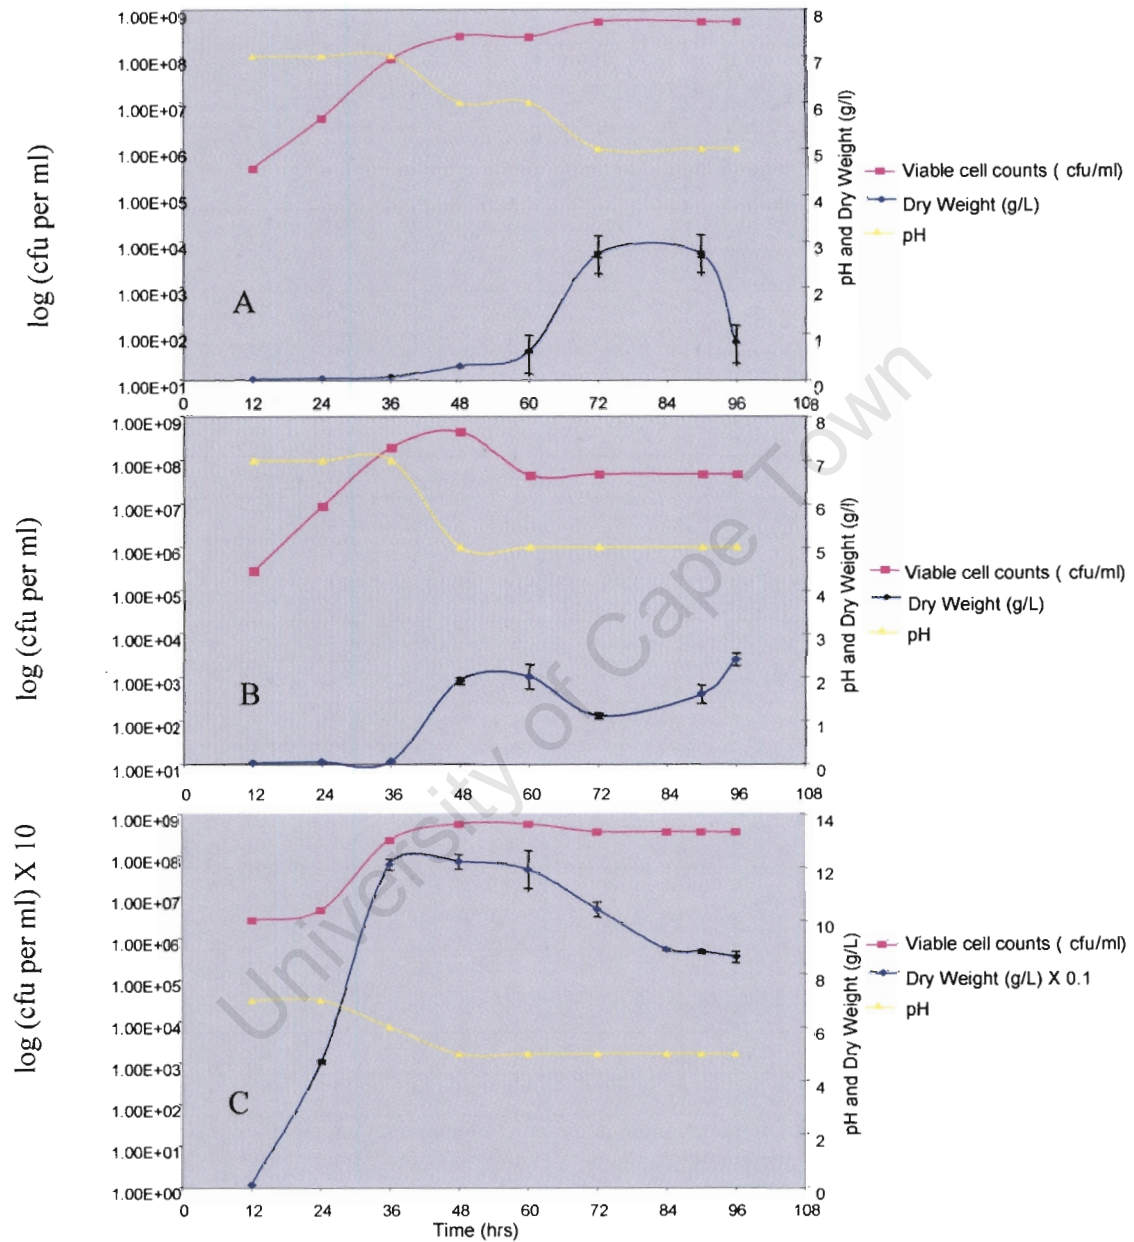 log (cfu per ml)
1.00E+09
1.00E+08
1.00E+07
1.00E+06
1.00E+05
1.00E+04
1.00E+03
1.00E+02
1.00E+01
A
0 12 24 36 48 60 72 84 96 108
8
7
6
5
4
3
2
1
0
pH and Dry Weight (g/l)
Viable cell counts ( cfu/ml)
Dry Weight (g/L)
pH
log (cfu per ml)
1.00E+09
1.00E+08
1.00E+07
1.00E+06
1.00E+05
1.00E+04
1.00E+03
1.00E+02
1.00E+01
B
0 12 24 36 48 60 72 84 96 108
8
7
6
5
4
3
2
1
0
pH and Dry Weight (g/l)
Viable cell counts ( cfu/ml)
Dry Weight (g/L)
pH
log (cfu per ml) X 10
1.00E+09
1.00E+08
1.00E+07
1.00E+06
1.00E+05
1.00E+04
1.00E+03
1.00E+02
1.00E+01
1.00E+00
C
0 12 24 36 48 60 72 84 96 108
Time (hrs)
14
12
10
8
6
4
2
0
pH and Dry Weight (g/L)
Viable cell counts ( cfu/ml)
Dry Weight (g/L) X 0.1
pH
University of Cape Town